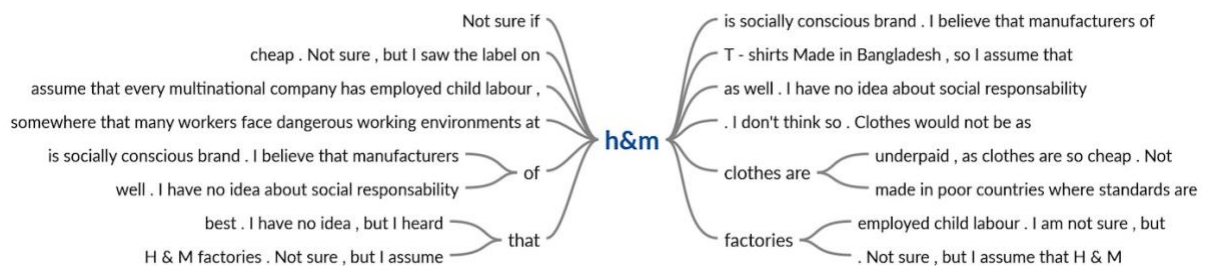 Not sure if
cheap . Not sure , but I saw the label on
assume that every multinational company has employed child labour ,
somewhere that many workers face dangerous working environments at
is socially conscious brand . I believe that manufacturers
well . I have no idea about social responsability
of
best . I have no idea , but I heard
H & M factories . Not sure , but I assume
that
h&m
is socially conscious brand . I believe that manufacturers of
T - shirts Made in Bangladesh , so I assume that
as well . I have no idea about social responsability
. I don't think so . Clothes would not be as
clothes are
underpaid , as clothes are so cheap . Not
made in poor countries where standards are
factories
employed child labour . I am not sure , but
. Not sure , but I assume that H & M